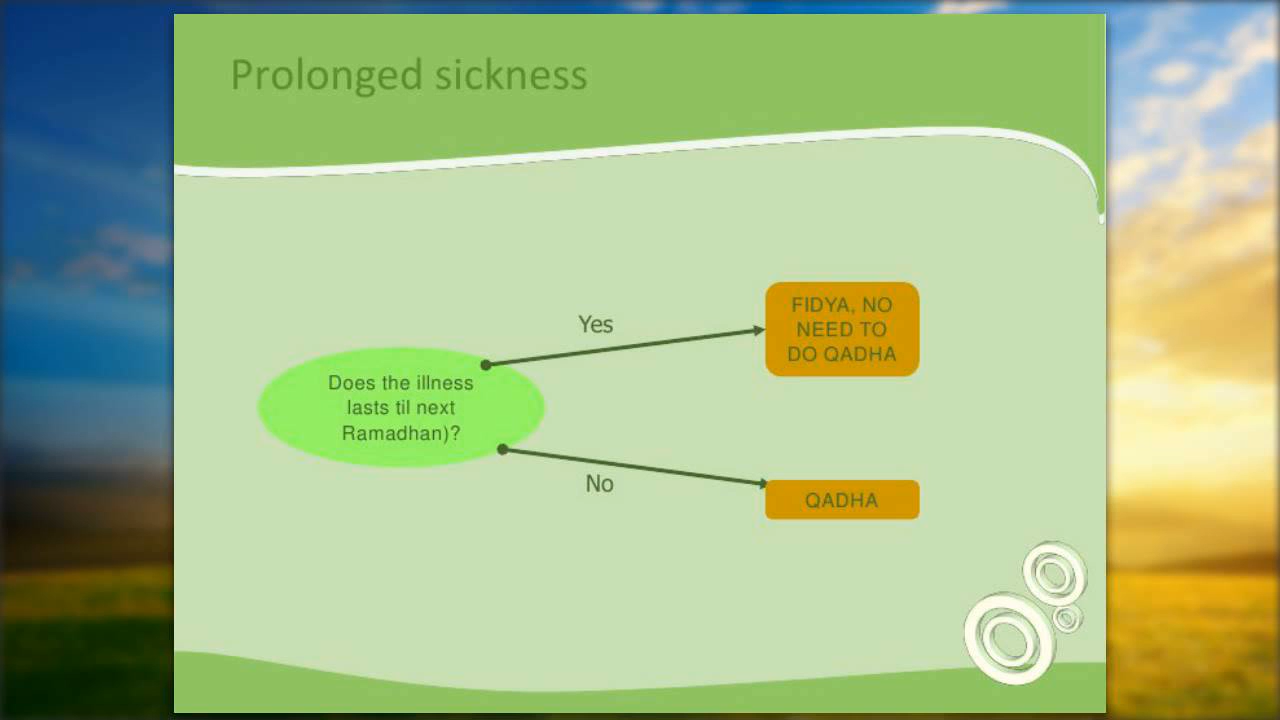 Prolonged sickness
Yes
FIDYA, NO
NEED TO
DO QADHA
Does the illness
lasts til next
Ramadhan)?
No
QADHA